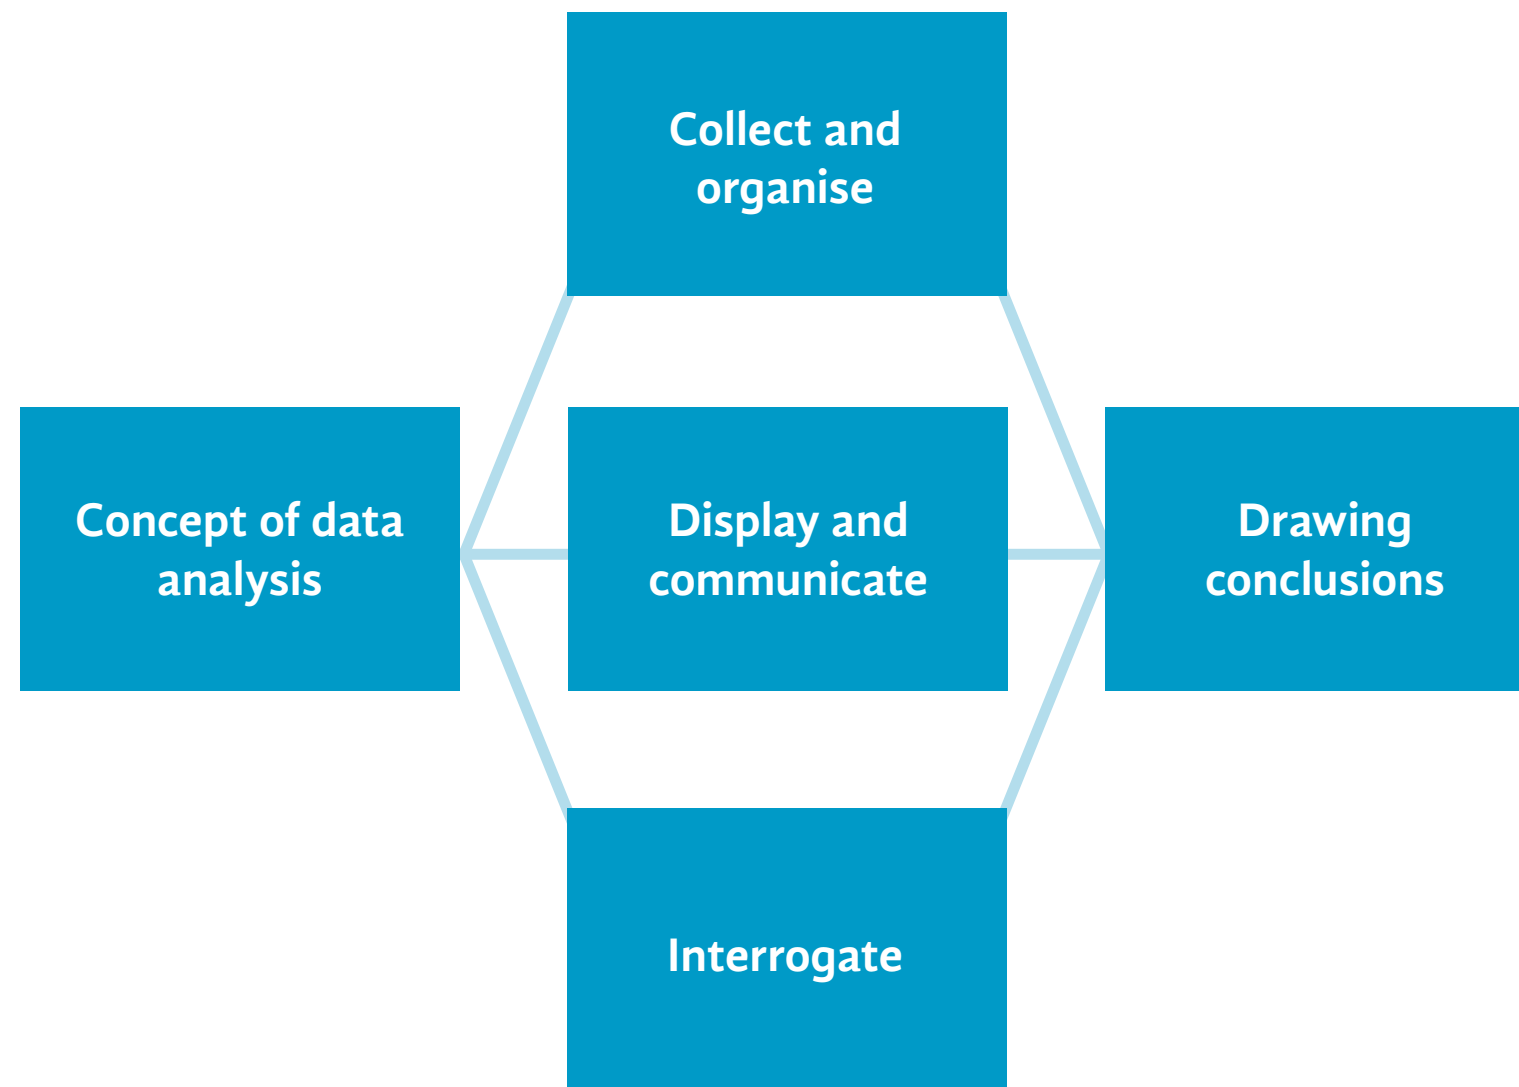 Collect and
organise
Concept of data
analysis
Display and
communicate
Drawing
conclusions
Interrogate